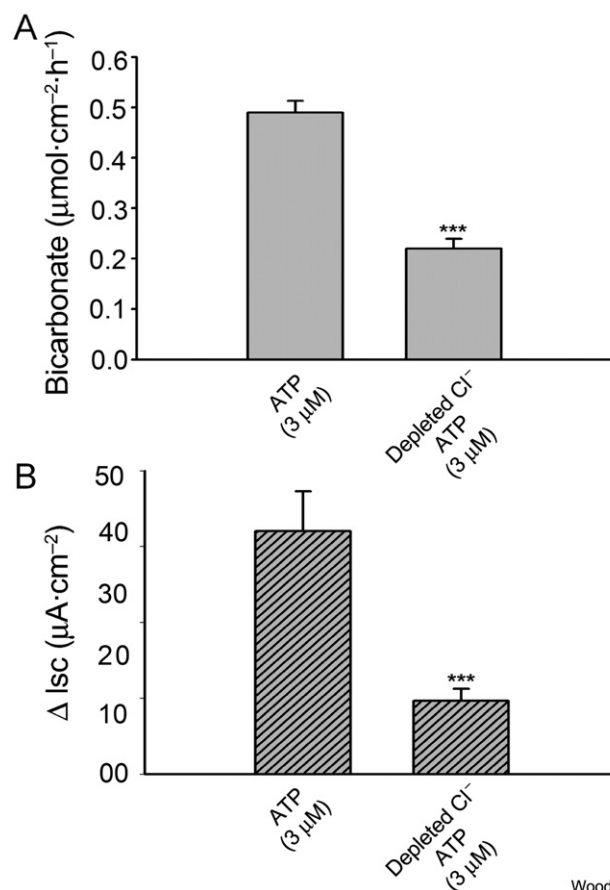 A
Bicarbonate (µmol·cm⁻²·h⁻¹)
0.6
0.5
0.4
0.3
0.2
0.1
0.0
***
ATP
(3 µM)
Depleted Cl⁻
ATP
(3 µM)
B
Δ Isc (µA·cm⁻²)
50
40
30
20
10
00
***
ATP
(3 µM)
Depleted Cl⁻
ATP
(3 µM)
Wood